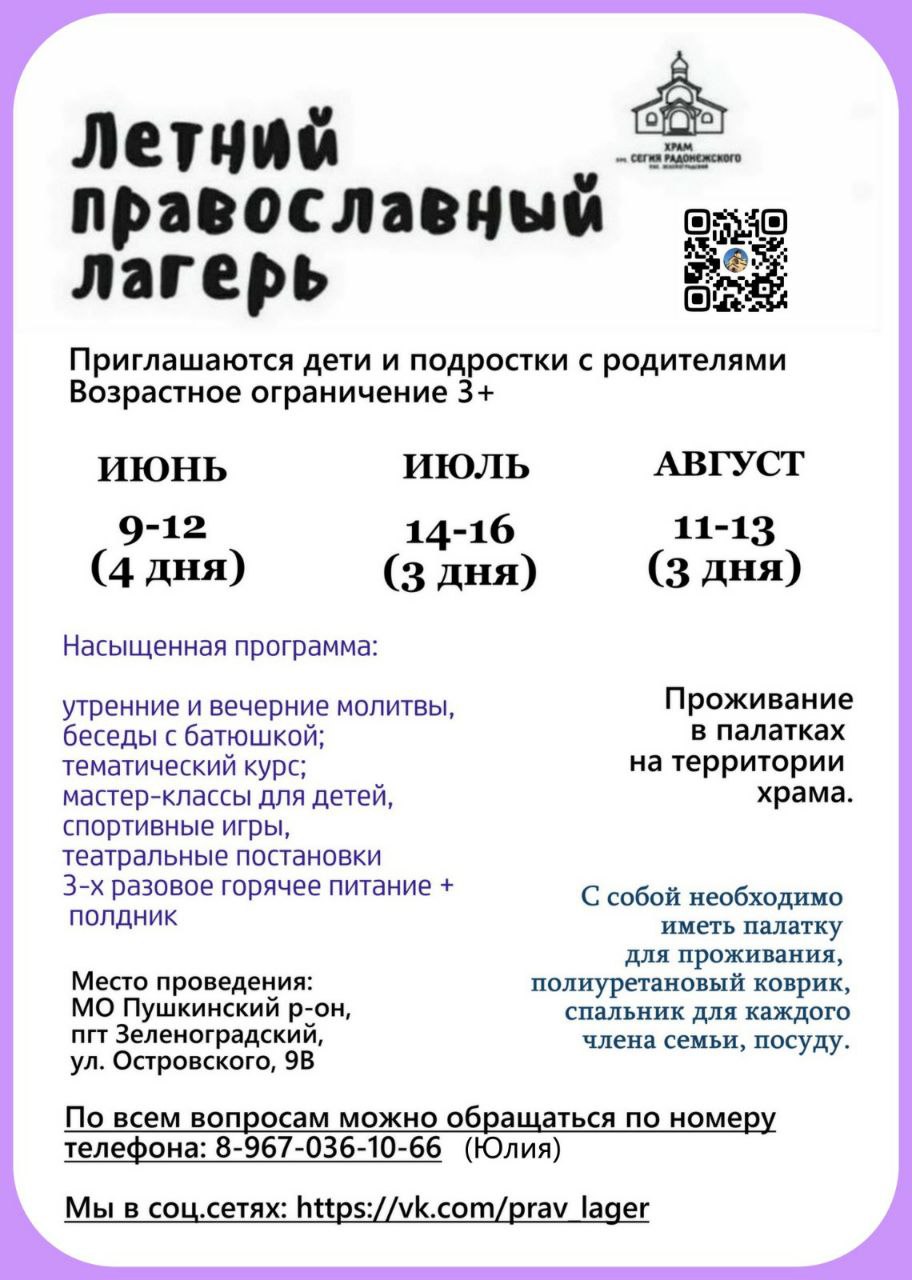 Летний
православный
лагерь
ХРАМ
ПРП. СЕГИЯ РАДОНЕЖСКОГО
ПОС. ЗЕЛЕНОГРАДСКИЙ
Приглашаются дети и подростки с родителями
Возрастное ограничение 3+
ИЮНЬ
9-12
(4 дня)
ИЮЛЬ
14-16
(3 дня)
АВГУСТ
11-13
(3 дня)
Насыщенная программа:
утренние и вечерние молитвы,
беседы с батюшкой;
тематический курс;
мастер-классы для детей,
спортивные игры,
театральные постановки
3-х разовое горячее питание +
полдник
Проживание
в палатках
на территории
храма.
С собой необходимо
иметь палатку
для проживания,
полиуретановый коврик,
спальник для каждого
члена семьи, посуду.
Место проведения:
МО Пушкинский р-он,
пгт Зеленоградский,
ул. Островского, 9В
По всем вопросам можно обращаться по номеру
телефона: 8-967-036-10-66 (Юлия)
Мы в соц.сетях: https://vk.com/prav_lager